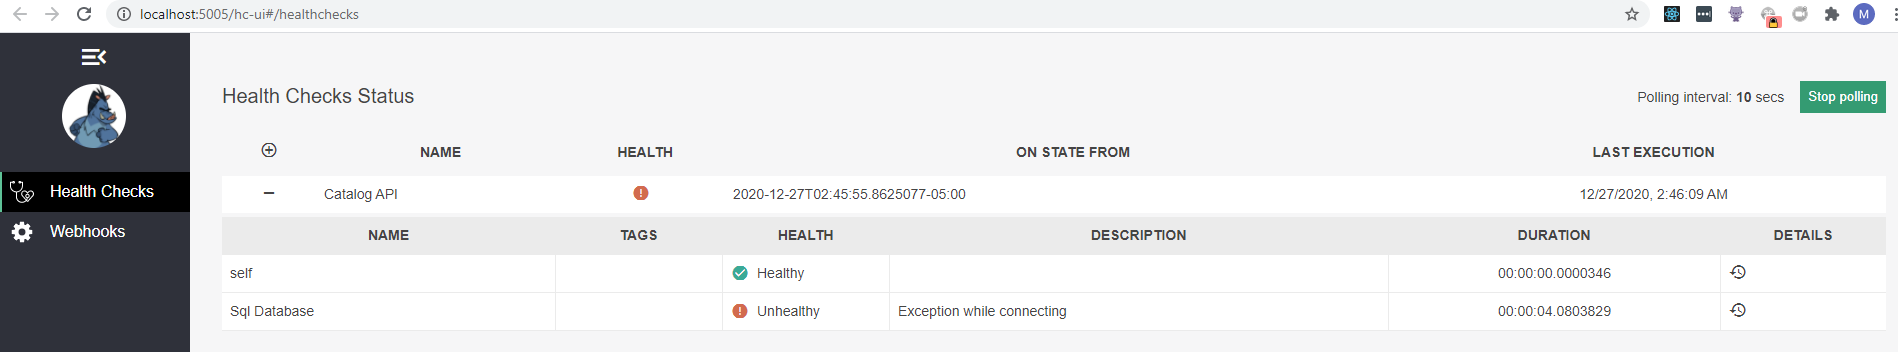 localhost:5005/hc-ui#/healthchecks
M
Health Checks Status
Polling interval: 10 secs
Stop polling
NAME HEALTH ON STATE FROM LAST EXECUTION
Catalog API 2020-12-27T02:45:55.8625077-05:00 12/27/2020, 2:46:09 AM
Health Checks
Webhooks
NAME TAGS HEALTH DESCRIPTION DURATION DETAILS
self Healthy 00:00:00.0000346
Sql Database Unhealthy Exception while connecting 00:00:04.0803829